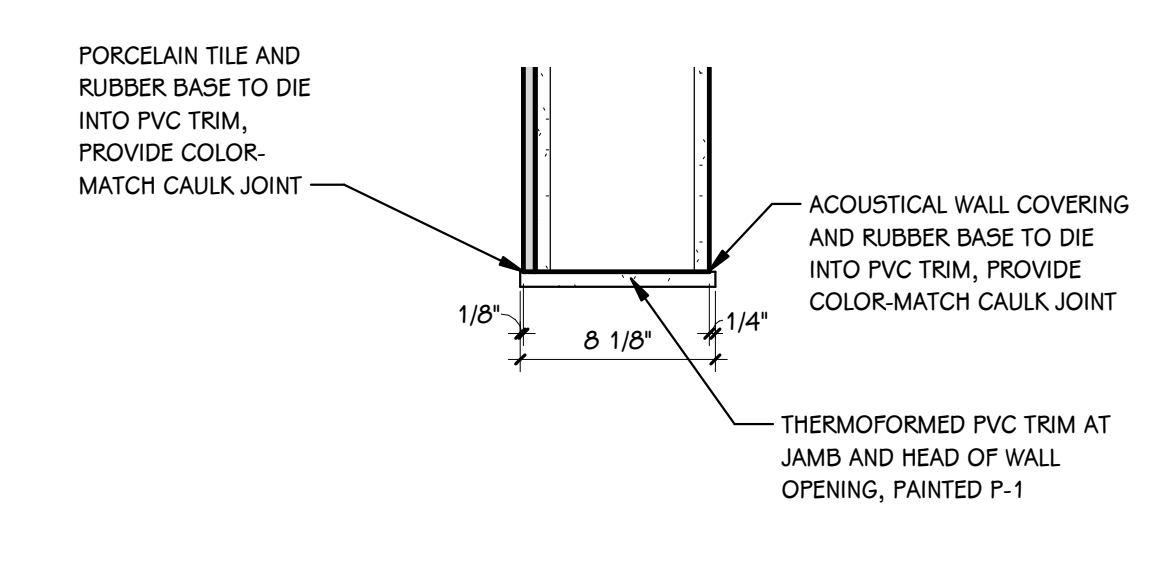 PORCELAIN TILE AND
RUBBER BASE TO DIE
INTO PVC TRIM,
PROVIDE COLOR-
MATCH CAULK JOINT
ACOUSTICAL WALL COVERING
AND RUBBER BASE TO DIE
INTO PVC TRIM, PROVIDE
COLOR-MATCH CAULK JOINT
1/8"
8 1/8"
1/4"
THERMOFORMED PVC TRIM AT
JAMB AND HEAD OF WALL
OPENING, PAINTED P-1